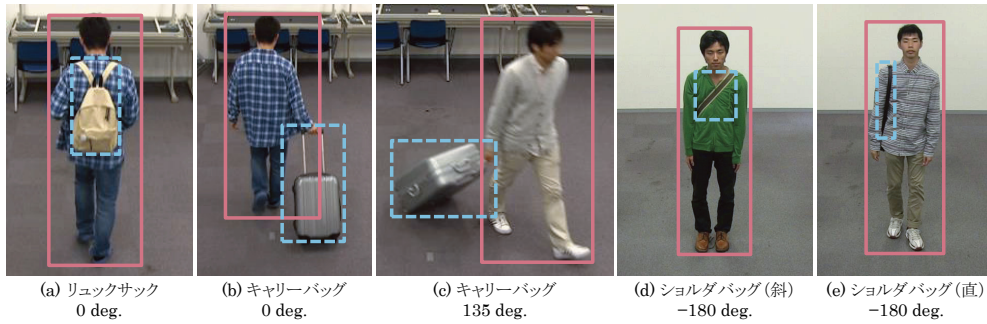 (a) リュックサック
0 deg.
(b) キャリーバッグ
0 deg.
(c) キャリーバッグ
135 deg.
(d) ショルダバッグ (斜)
−180 deg.
(e) ショルダバッグ (直)
−180 deg.